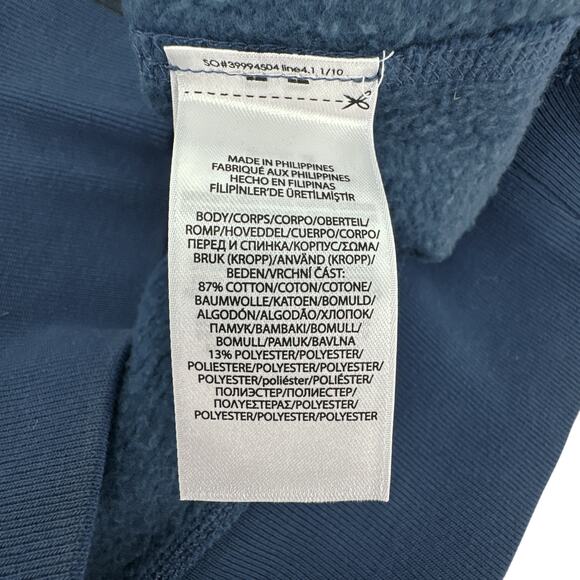 SO#39994504 line4.1 1/10
MADE IN PHILIPPINES
FABRIQUÉ AUX PHILIPPINES
HECHO EN FILIPINAS
FİLİPİNLER'DE ÜRETİLMİŞTİR
BODY/CORPS/CORPO/OBERTEIL/
ROMP/HOVEDDEL/CUERPO/CORPO/
ПЕРЕД И СПИНКА/КОРПУС/ΣΩΜΑ/
BRUK (KROPP)/ANVÄND (KROPP)/
BEDEN/VRCHNÍ ČÁST:
87% COTTON/COTON/COTONE/
BAUMWOLLE/KATOEN/BOMULD/
ALGODÓN/ALGODÃO/ХЛОПОК/
ПАМУК/ΒΑΜΒΑΚΙ/BOMULL/
BOMULL/PAMUK/BAVLNA
13% POLYESTER/POLYESTER/
POLIESTERE/POLYESTER/POLYESTER/
POLYESTER/poliéster/POLIÉSTER/
ПОЛИЭСТЕР/ПОЛИЕСТЕР/
ΠΟΛΥΕΣΤΕΡΑΣ/POLYESTER/
POLYESTER/POLYESTER/POLYESTER